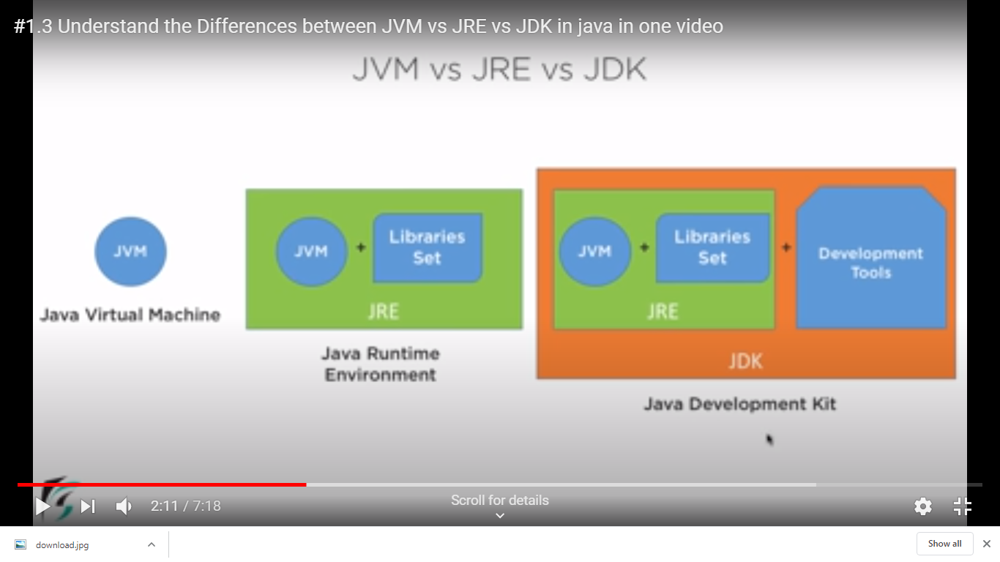 #1.3 Understand the Differences between JVM vs JRE vs JDK in java in one video
JVM vs JRE vs JDK
JVM
Java Virtual Machine
JVM
+
Libraries
Set
JRE
Java Runtime
Environment
JVM
+
Libraries
Set
JRE
+
Development
Tools
JDK
Java Development Kit
2:11 / 7:18
Scroll for details
download.jpg
Show all